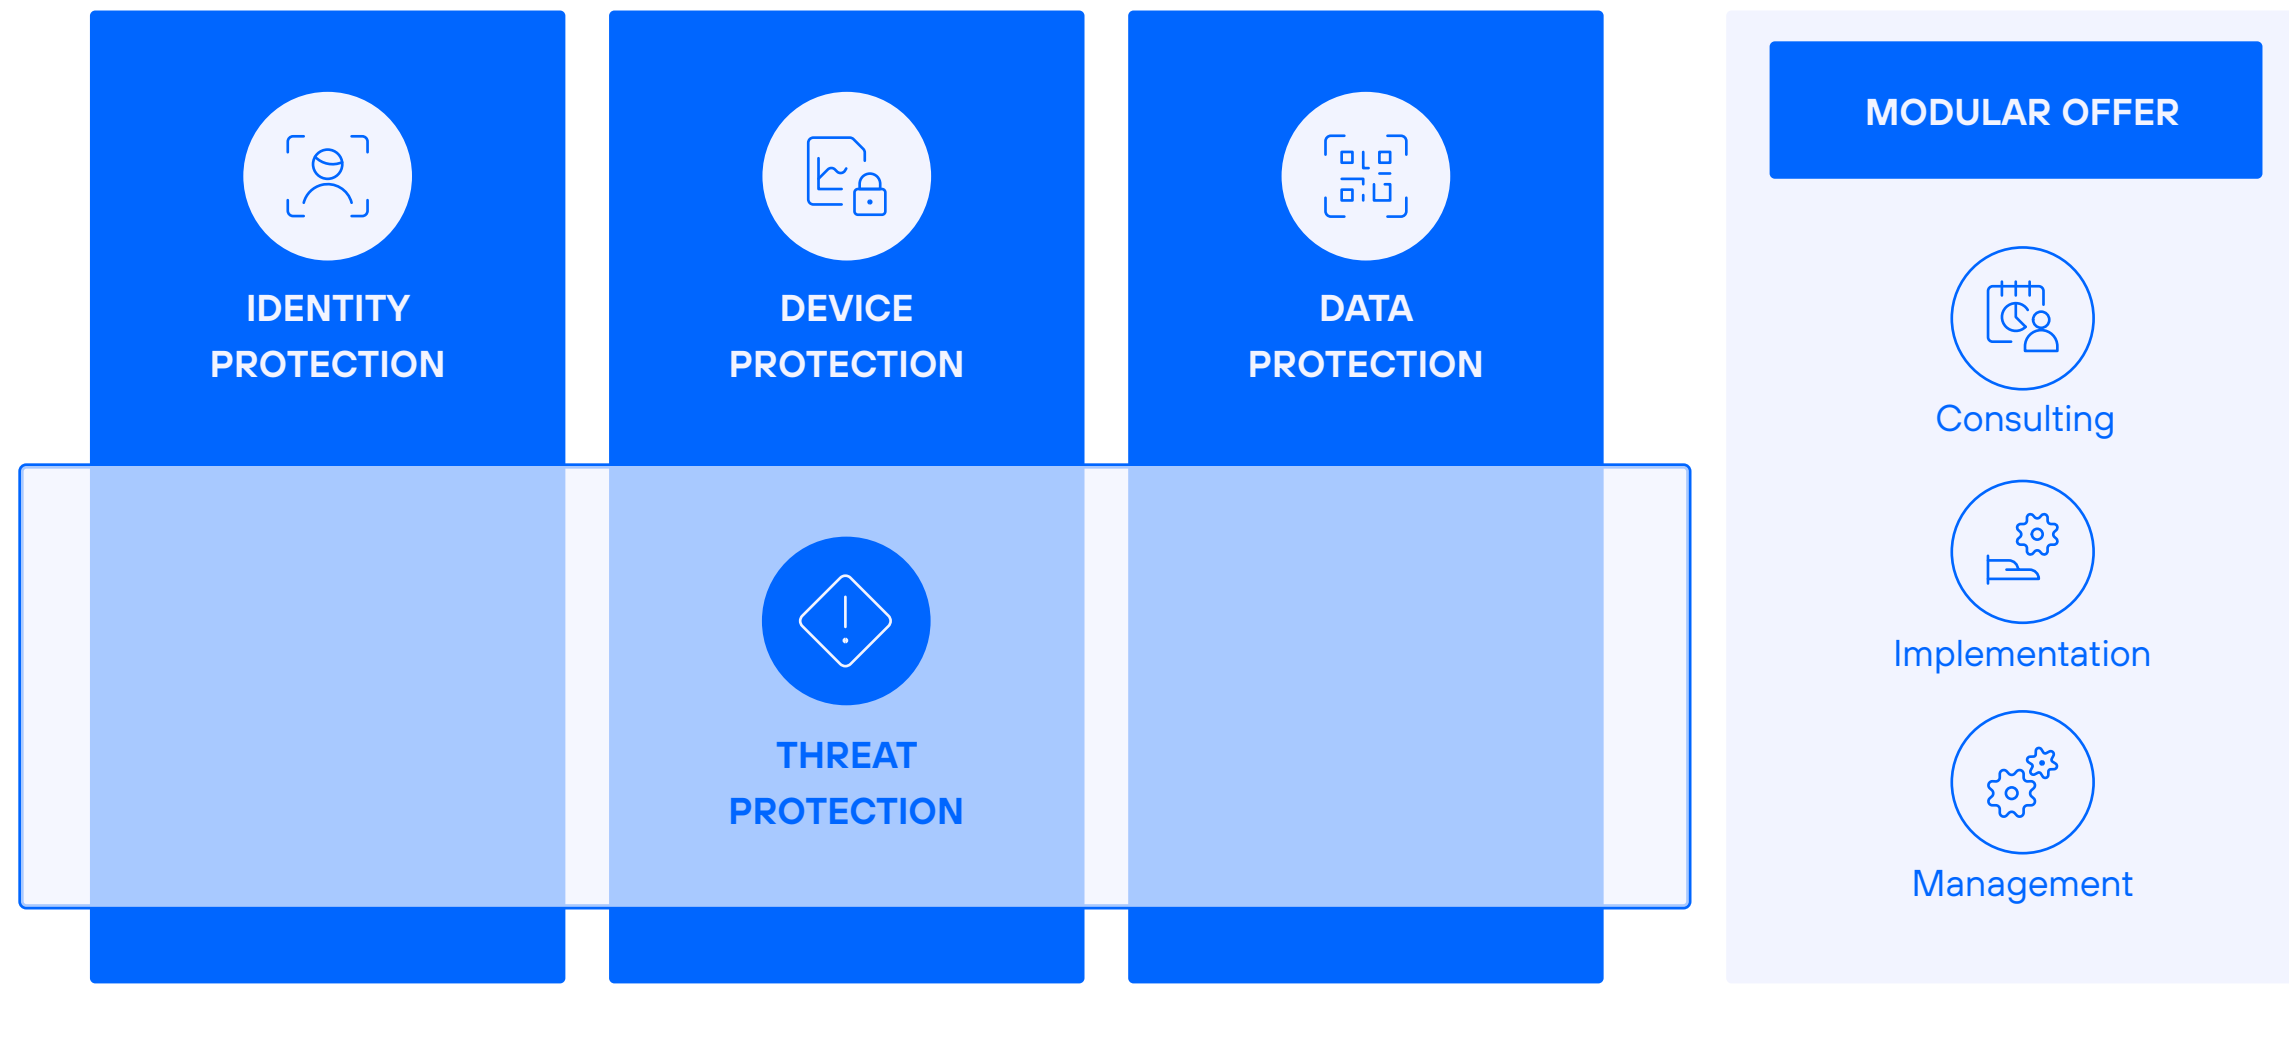 IDENTITY
PROTECTION
DEVICE
PROTECTION
DATA
PROTECTION
THREAT
PROTECTION
MODULAR OFFER
Consulting
Implementation
Management